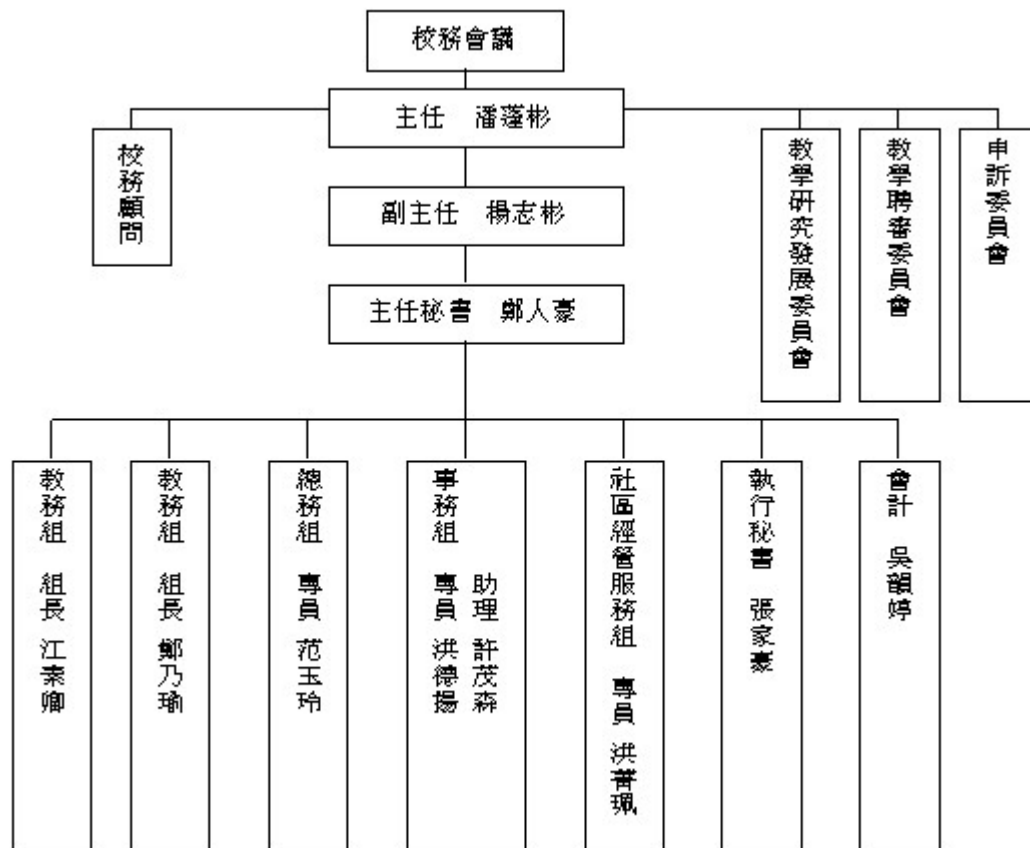 校務會議
主任　潘蓬彬
校務顧問
教學研究發展委員會
教學聘審委員會
申訴委員會
副主任　楊志彬
主任秘書　鄭人豪
教務組　組長　江素卿
教務組　組長　鄭乃瑜
總務組　專員　范玉玲
事務組　專員　洪德揚
助理　許茂森
社區經營服務組　專員　洪菁珮
執行秘書　張家豪
會計　吳韻婷